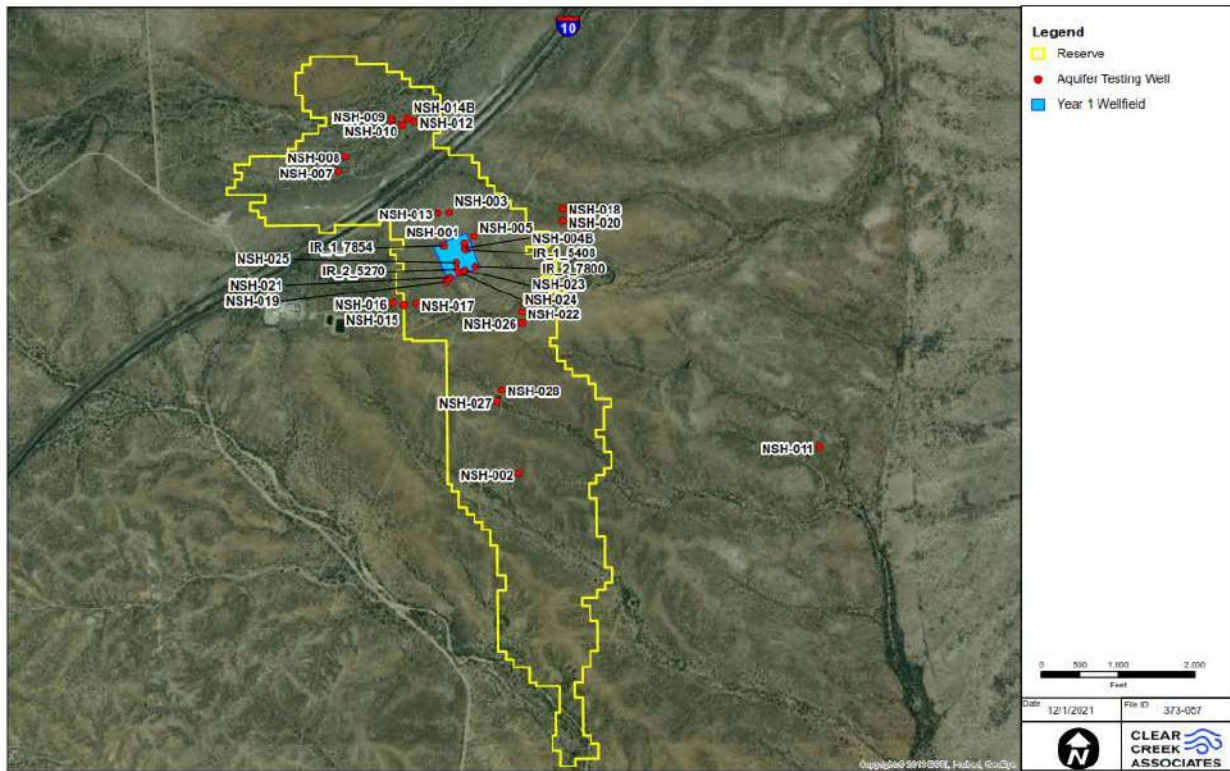 10
NSH-014B
NSH-009
NSH-012
NSH-010
NSH-008
NSH-007
NSH-003
NSH-013
NSH-018
NSH-020
NSH-001
NSH-005
IR_1_7854
NSH-004B
NSH-025
IR_1_5408
IR_2_5270
IR_2_7800
NSH-021
NSH-023
NSH-019
NSH-024
NSH-016
NSH-017
NSH-022
NSH-015
NSH-026
NSH-028
NSH-027
NSH-011
NSH-002
Legend
Reserve
Aquifer Testing Well
Year 1 Wellfield
0 500 1,000 2,000
Feet
Date 12/1/2021
File ID 373-057
N
CLEAR
CREEK
ASSOCIATES